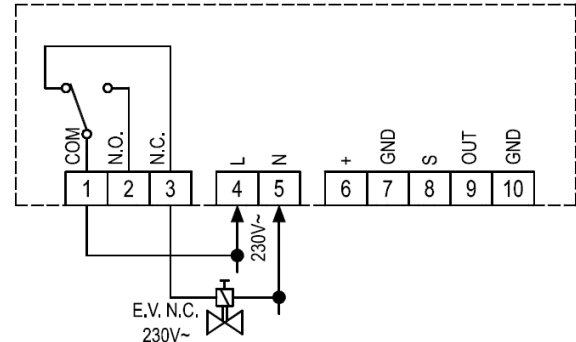 COM
N.O.
N.C.
L
N
+
GND
S
OUT
GND
1 2 3 4 5 6 7 8 9 10
230V~
E.V. N.C.
230V~